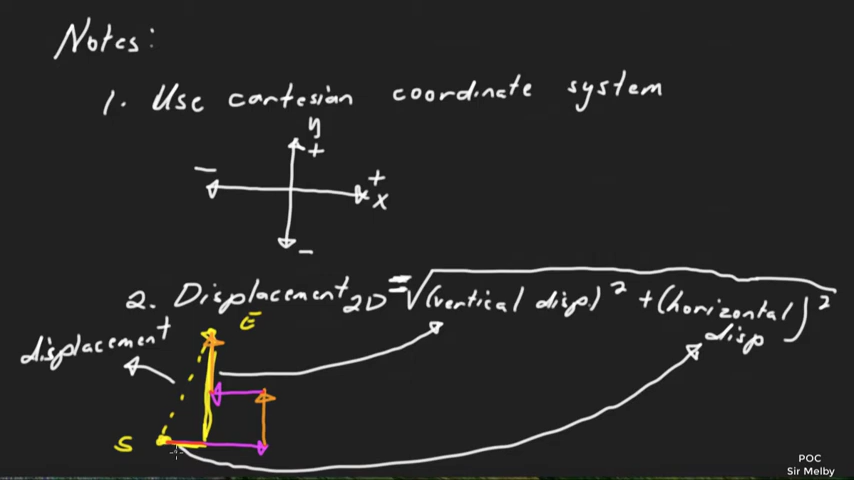 Notes:
1. Use cartesian coordinate system
y
+
− +
x
−
2. Displacement2D = √(vertical disp.)² + (horizontal disp)²
displacement
E
S
POC
Sir Melby